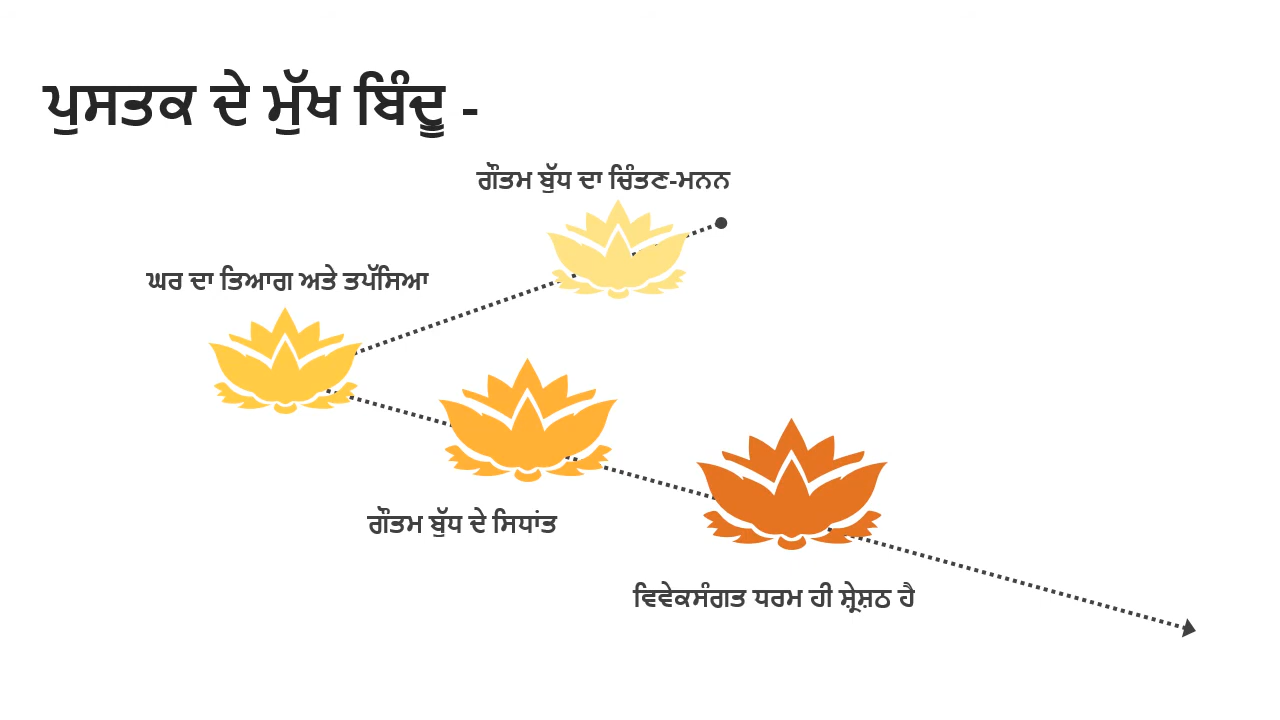 ਪੁਸਤਕ ਦੇ ਮੁੱਖ ਬਿੰਦੂ -
ਗੌਤਮ ਬੁੱਧ ਦਾ ਚਿੰਤਣ-ਮਨਨ
ਘਰ ਦਾ ਤਿਆਗ ਅਤੇ ਤਪੱਸਿਆ
ਗੌਤਮ ਬੁੱਧ ਦੇ ਸਿਧਾਂਤ
ਵਿਵੇਕਸੰਗਤ ਧਰਮ ਹੀ ਸ਼੍ਰੇਸ਼ਠ ਹੈ